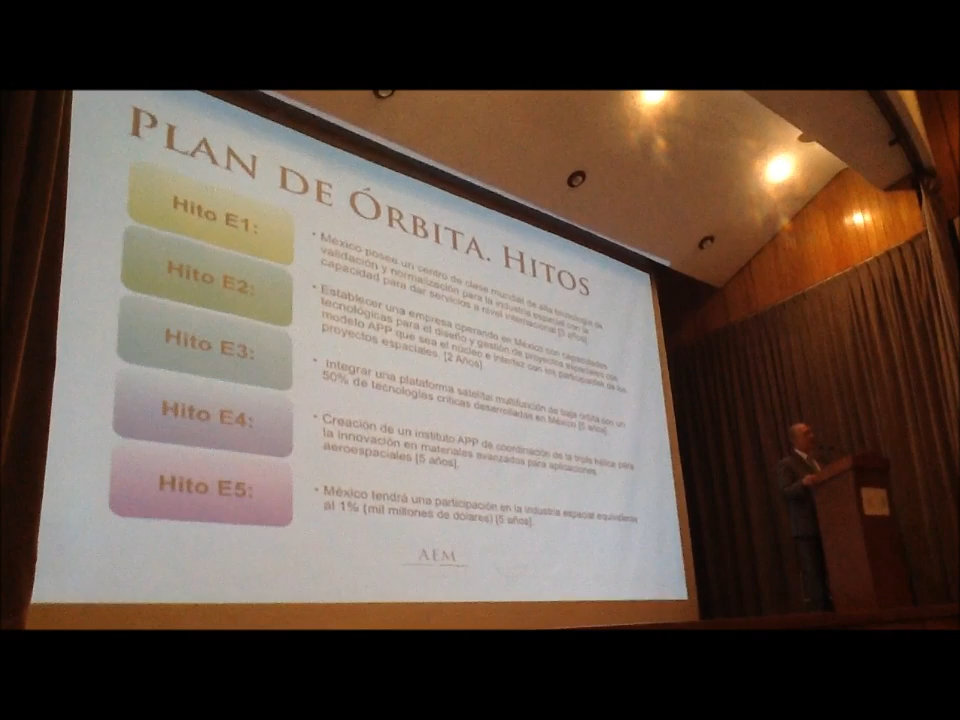 PLAN DE ÓRBITA. HITOS
Hito E1:
• México posee un centro de clase mundial de alta tecnología de
validación y normalización para la industria espacial con la
capacidad para dar servicios a nivel internacional [5 años].
Hito E2:
• Establecer una empresa operando en México con capacidades
tecnológicas para el diseño y gestión de proyectos espaciales
modelo APP que sea el núcleo e interfaz con los participantes de los
proyectos espaciales. [2 Años].
Hito E3:
• Integrar una plataforma satelital multifunción de baja órbita con un
50% de tecnologías críticas desarrolladas en México [5 años].
Hito E4:
• Creación de un instituto APP de coordinación de la triple hélice para
la innovación en materiales avanzados para aplicaciones
aeroespaciales [5 años].
Hito E5:
• México tendrá una participación en la industria espacial equivalente
al 1% (mil millones de dolares) [5 años].
AEM